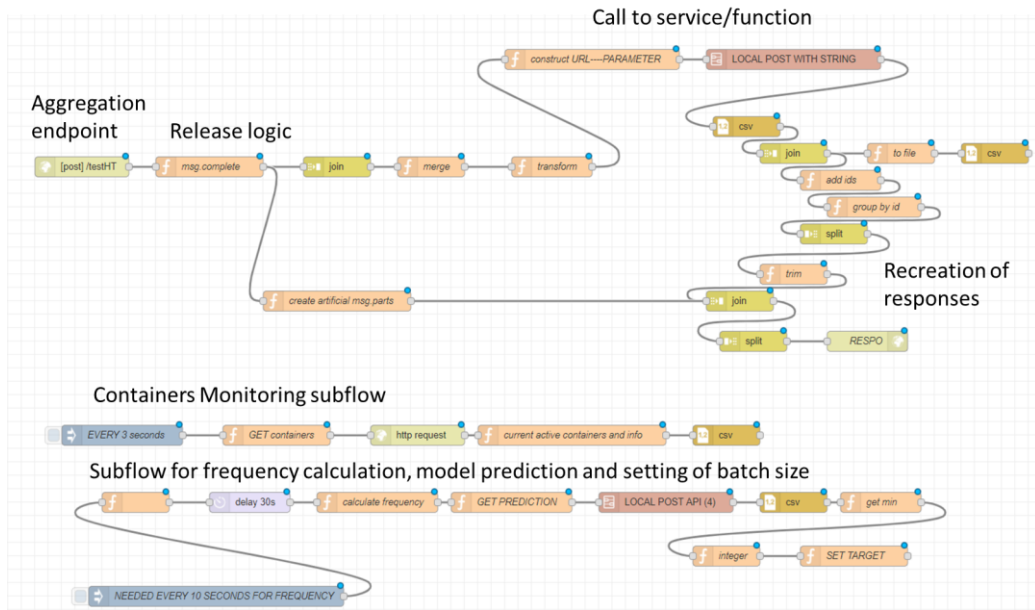 Call to service/function
construct URL----PARAMETER
LOCAL POST WITH STRING
Aggregation
endpoint
Release logic
csv
[post] /testHT
msg.complete
join
merge
transform
join
to file
csv
add ids
group by id
split
trim
Recreation of
responses
create artificial msg.parts
join
split
RESPO
Containers Monitoring subflow
EVERY 3 seconds
GET containers
http request
current active containers and info
csv
Subflow for frequency calculation, model prediction and setting of batch size
delay 30s
calculate frequency
GET PREDICTION
LOCAL POST API (4)
csv
get min
integer
SET TARGET
NEEDED EVERY 10 SECONDS FOR FREQUENCY